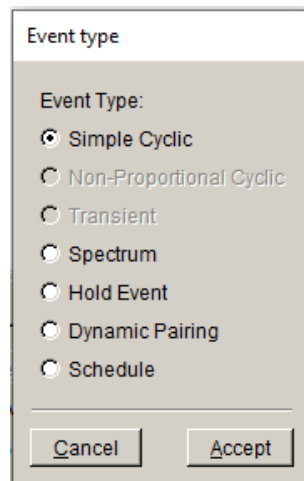 Event type
Event Type:
Simple Cyclic
Non-Proportional Cyclic
Transient
Spectrum
Hold Event
Dynamic Pairing
Schedule
Cancel Accept